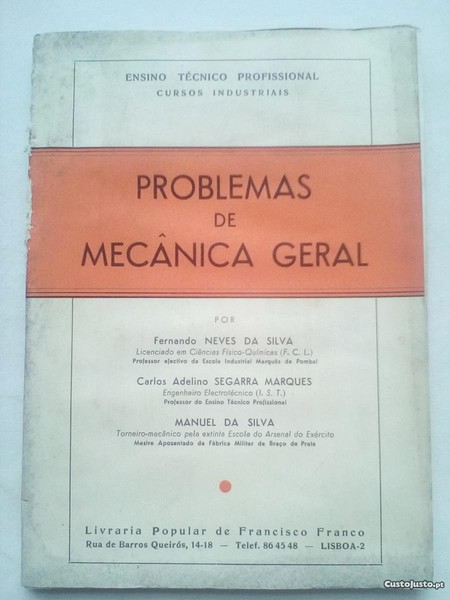 ENSINO TÉCNICO PROFISSIONAL
CURSOS INDUSTRIAIS
PROBLEMAS
DE
MECÂNICA GERAL
POR
Fernando NEVES DA SILVA
Licenciado em Ciências Físico-Químicas (F. C. L.)
Professor efectivo da Escola Industrial Marquês de Pombal
Carlos Adelino SEGARRA MARQUES
Engenheiro Electrotécnico (I. S. T.)
Professor do Ensino Técnico Profissional
MANUEL DA SILVA
Torneiro-mecânico pela extinta Escola do Arsenal do Exército
Mestre Aposentado da Fábrica Militar de Braço de Prata
Livraria Popular de Francisco Franco
Rua de Barros Queirós, 14-18 — Telef. 86 45 48 — LISBOA-2
CustoJusto.pt